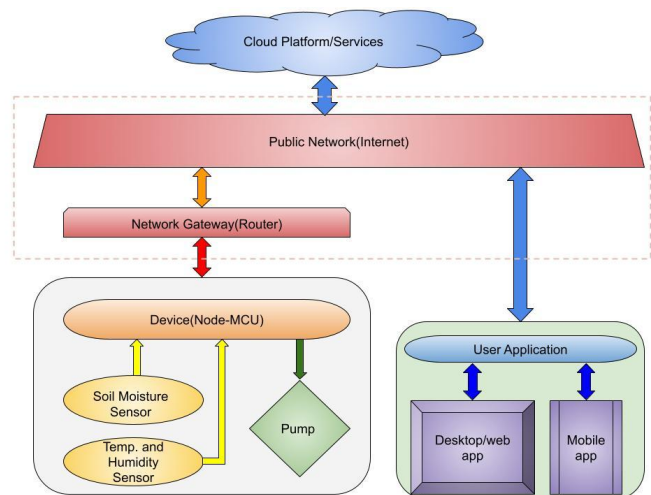 Cloud Platform/Services
Public Network(Internet)
Network Gateway(Router)
Device(Node-MCU)
Soil Moisture
Sensor
Temp. and
Humidity
Sensor
Pump
User Application
Desktop/web
app
Mobile
app